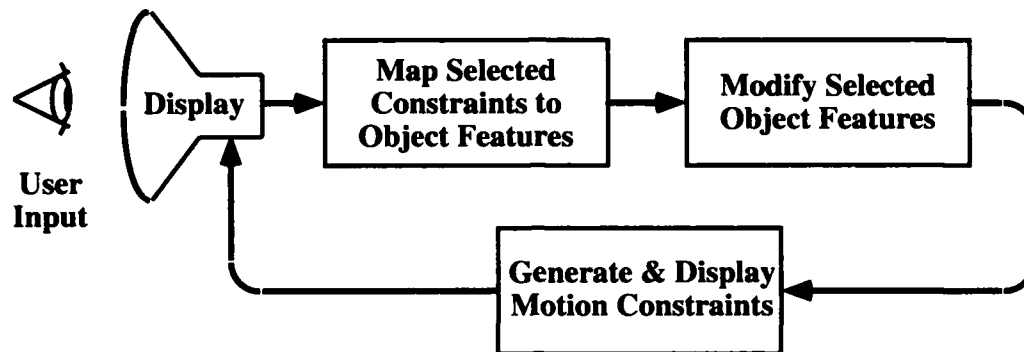 Display
Map Selected
Constraints to
Object Features
Modify Selected
Object Features
User
Input
Generate & Display
Motion Constraints